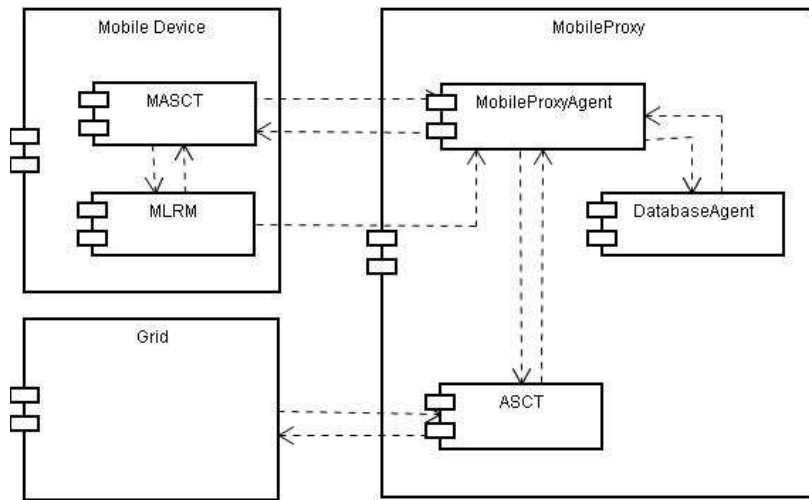 Mobile Device
MobileProxy
MASCT
MobileProxyAgent
MLRM
DatabaseAgent
Grid
ASCT